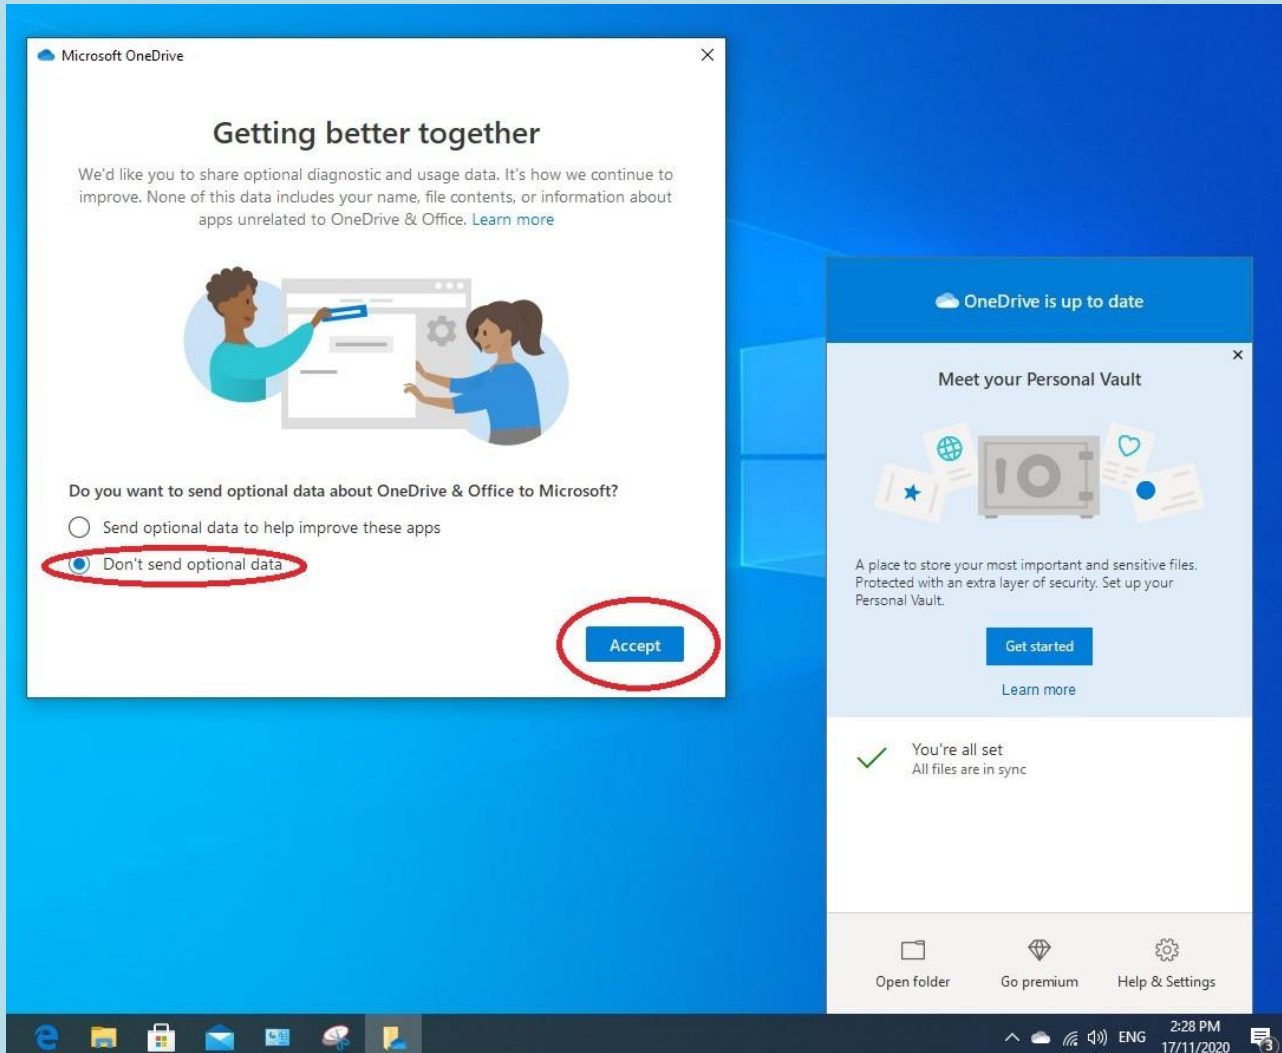 Microsoft OneDrive
Getting better together
We'd like you to share optional diagnostic and usage data. It's how we continue to
improve. None of this data includes your name, file contents, or information about
apps unrelated to OneDrive & Office. Learn more
Do you want to send optional data about OneDrive & Office to Microsoft?
Send optional data to help improve these apps
Don't send optional data
Accept
OneDrive is up to date
Meet your Personal Vault
A place to store your most important and sensitive files.
Protected with an extra layer of security. Set up your
Personal Vault.
Get started
Learn more
You're all set
All files are in sync
Open folder
Go premium
Help & Settings
ENG
2:28 PM
17/11/2020
3